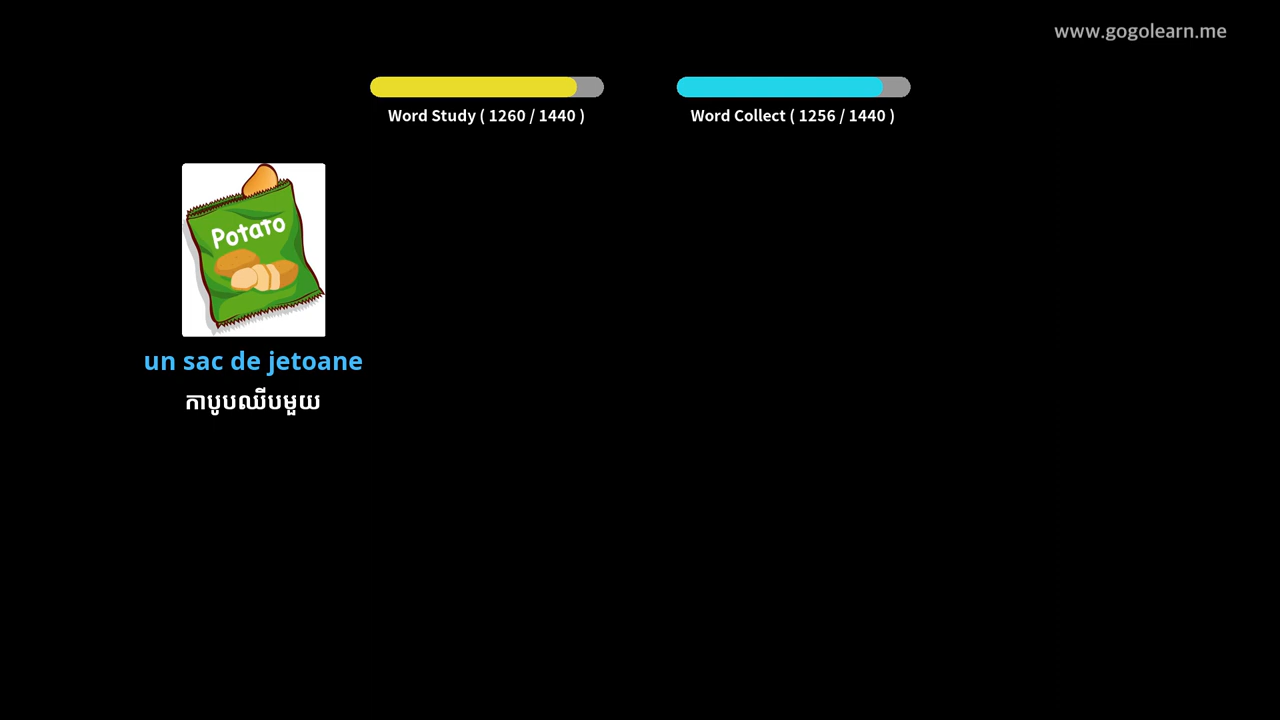 www.gogolearn.me
Word Study ( 1260 / 1440 )
Word Collect ( 1256 / 1440 )
Potato
un sac de jetoane
កាបូបឈីបមួយ